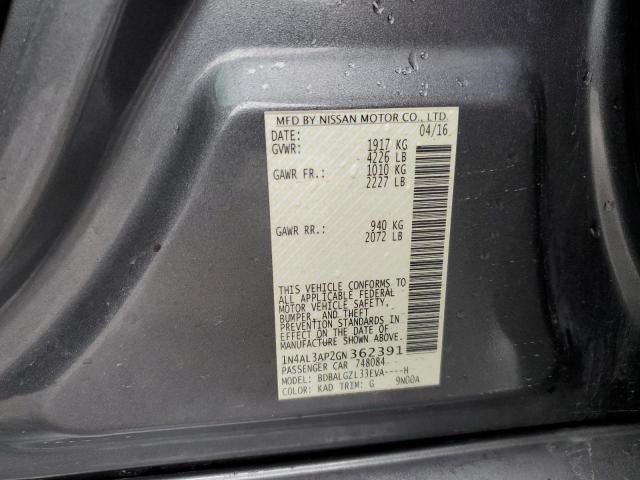 MFD BY NISSAN MOTOR CO., LTD.
DATE: 04/16
GVWR: 1917 KG
4226 LB
GAWR FR.: 1010 KG
2227 LB
GAWR RR.: 940 KG
2072 LB
THIS VEHICLE CONFORMS TO
ALL APPLICABLE FEDERAL
MOTOR VEHICLE SAFETY,
BUMPER, AND THEFT
PREVENTION STANDARDS IN
EFFECT ON THE DATE OF
MANUFACTURE SHOWN ABOVE.
1N4AL3AP2GN362391
PASSENGER CAR 748084
MODEL: BDBALGZL33EVA----H
COLOR: KAD TRIM: G 9N00A